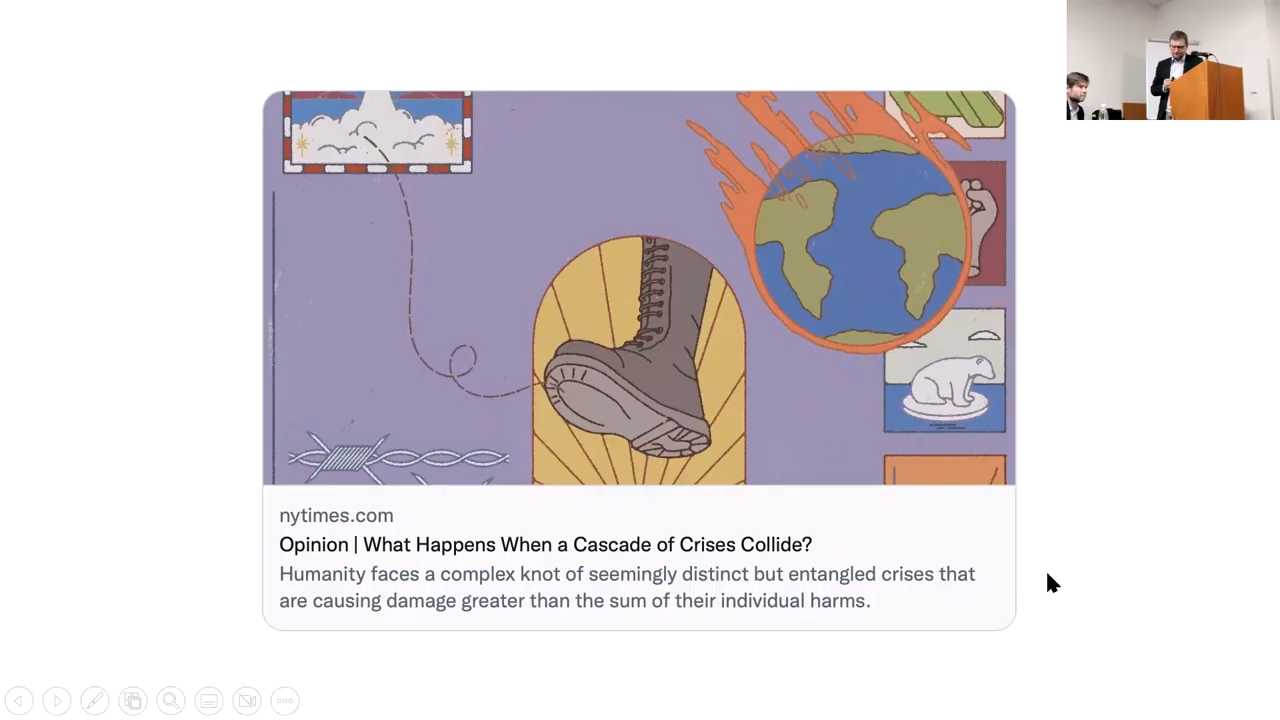 nytimes.com
Opinion | What Happens When a Cascade of Crises Collide?
Humanity faces a complex knot of seemingly distinct but entangled crises that
are causing damage greater than the sum of their individual harms.